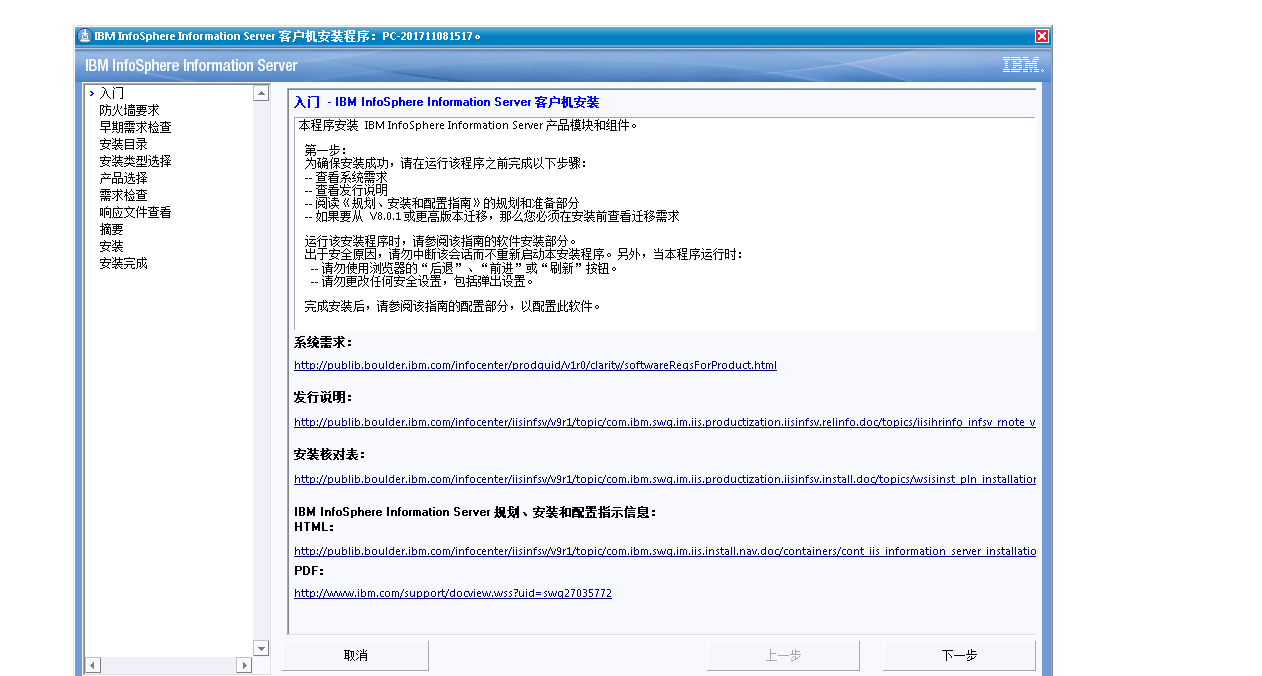 IBM InfoSphere Information Server 客户机安装程序：PC-201711081517。
IBM InfoSphere Information Server
IBM.
入门
防火墙要求
早期需求检查
安装目录
安装类型选择
产品选择
需求检查
响应文件查看
摘要
安装
安装完成
入门 - IBM InfoSphere Information Server 客户机安装
本程序安装 IBM InfoSphere Information Server 产品模块和组件。
第一步：
为确保安装成功，请在运行该程序之前完成以下步骤：
-- 查看系统需求
-- 查看发行说明
-- 阅读《规划、安装和配置指南》的规划和准备部分
-- 如果要从 V8.0.1 或更高版本迁移，那么您必须在安装前查看迁移需求
运行该安装程序时，请参阅该指南的软件安装部分。
出于安全原因，请勿中断该会话而不重新启动本安装程序。另外，当本程序运行时：
-- 请勿使用浏览器的“后退”、“前进”或“刷新”按钮。
-- 请勿更改任何安全设置，包括弹出设置。
完成安装后，请参阅该指南的配置部分，以配置此软件。
系统需求：
http://publib.boulder.ibm.com/infocenter/prodguid/v1r0/clarity/softwareReqsForProduct.html
发行说明：
http://publib.boulder.ibm.com/infocenter/iisinfsv/v9r1/topic/com.ibm.swg.im.iis.productization.iisinfsv.relinfo.doc/topics/iisihrinfo_infsv_rnote_v
安装核对表：
http://publib.boulder.ibm.com/infocenter/iisinfsv/v9r1/topic/com.ibm.swg.im.iis.productization.iisinfsv.install.doc/topics/wsisinst_pln_installation
IBM InfoSphere Information Server 规划、安装和配置指示信息：
HTML：
http://publib.boulder.ibm.com/infocenter/iisinfsv/v9r1/topic/com.ibm.swg.im.iis.install.nav.doc/containers/cont_iis_information_server_installatio
PDF：
http://www.ibm.com/support/docview.wss?uid=swg27035772
取消
上一步
下一步